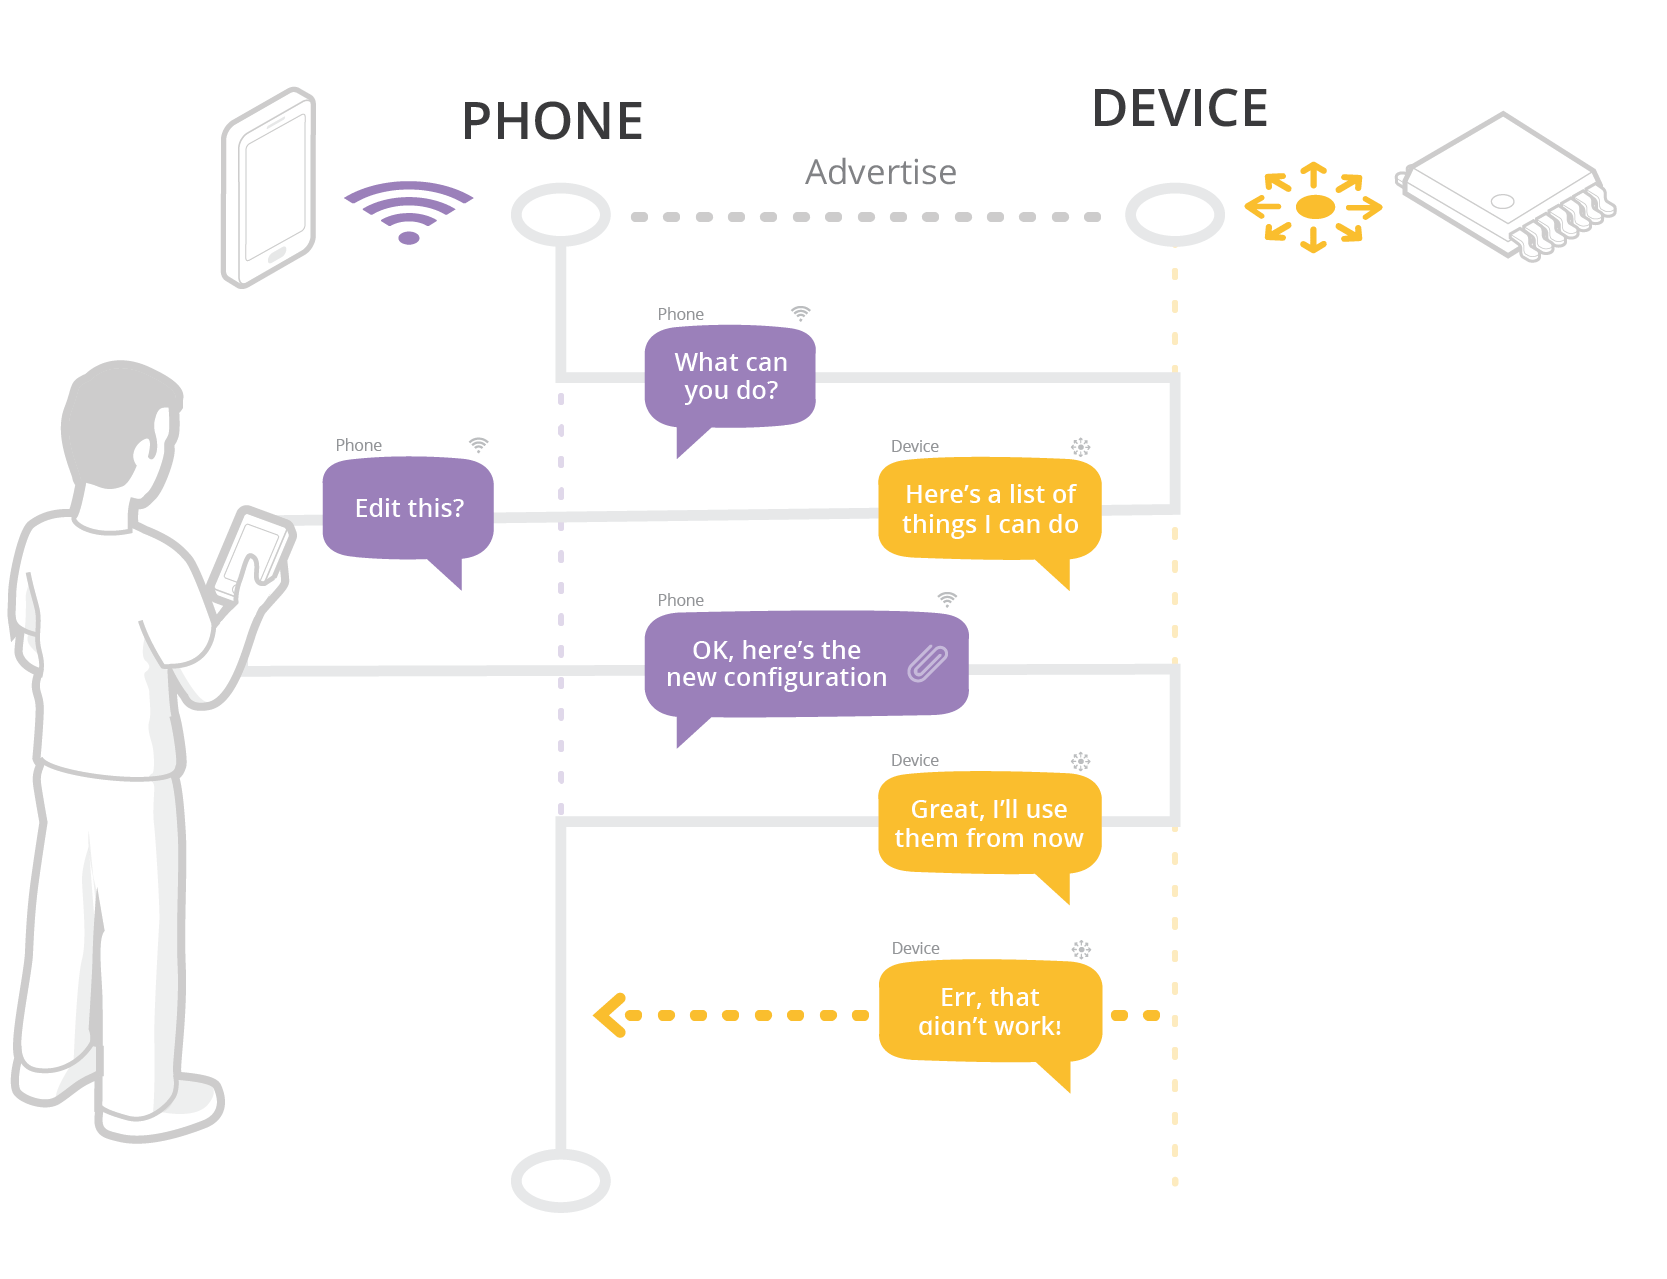 PHONE
DEVICE
Advertise
Phone
What can
you do?
Phone
Edit this?
Device
Here's a list of
things I can do
Phone
OK, here's the
new configuration
Device
Great, I'll use
them from now
Device
Err, that
didn't work!